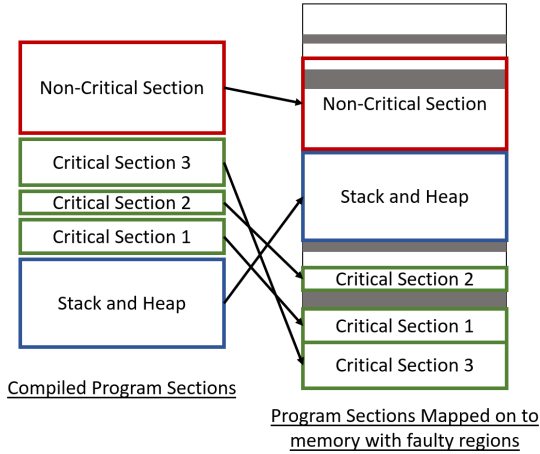 Non-Critical Section
Critical Section 3
Critical Section 2
Critical Section 1
Stack and Heap
Compiled Program Sections
Non-Critical Section
Stack and Heap
Critical Section 2
Critical Section 1
Critical Section 3
Program Sections Mapped on to
memory with faulty regions